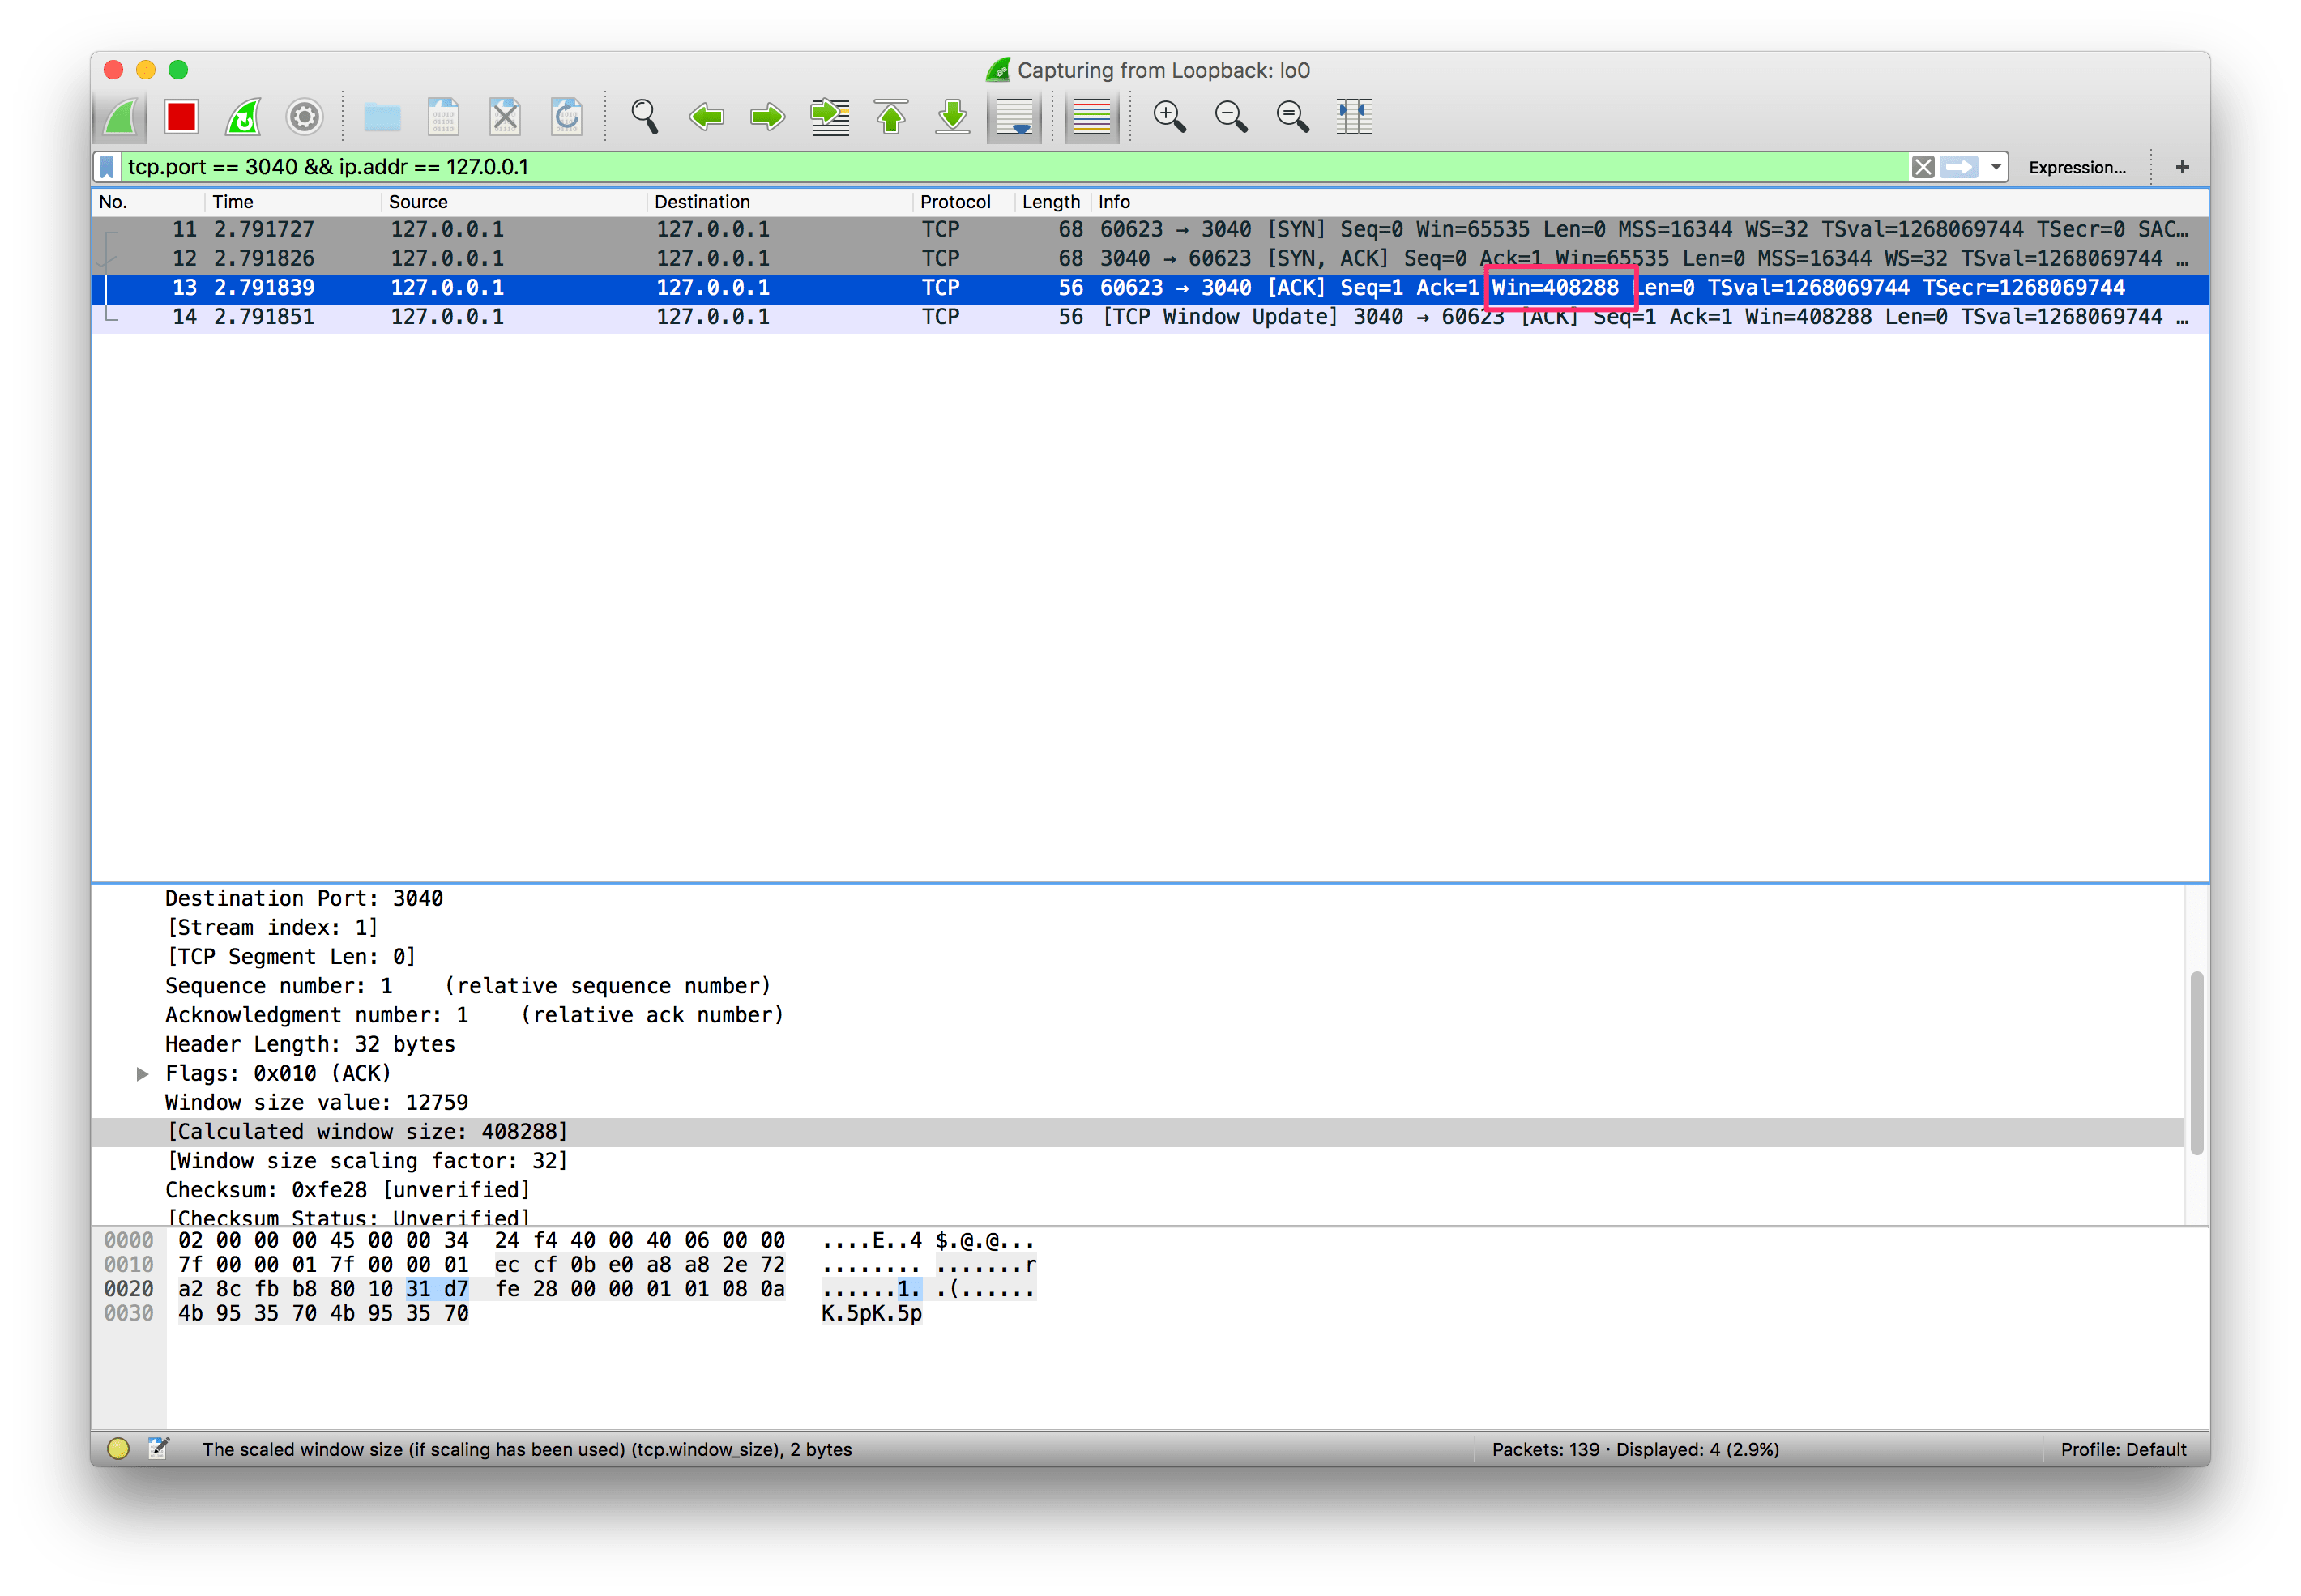 Capturing from Loopback: lo0
tcp.port == 3040 && ip.addr == 127.0.0.1
Expression... +
No. Time Source Destination Protocol Length Info
11 2.791727 127.0.0.1 127.0.0.1 TCP 68 60623 → 3040 [SYN] Seq=0 Win=65535 Len=0 MSS=16344 WS=32 TSval=1268069744 TSecr=0 SAC…
12 2.791826 127.0.0.1 127.0.0.1 TCP 68 3040 → 60623 [SYN, ACK] Seq=0 Ack=1 Win=65535 Len=0 MSS=16344 WS=32 TSval=1268069744 …
13 2.791839 127.0.0.1 127.0.0.1 TCP 56 60623 → 3040 [ACK] Seq=1 Ack=1 Win=408288 Len=0 TSval=1268069744 TSecr=1268069744
14 2.791851 127.0.0.1 127.0.0.1 TCP 56 [TCP Window Update] 3040 → 60623 [ACK] Seq=1 Ack=1 Win=408288 Len=0 TSval=1268069744 …
Destination Port: 3040
[Stream index: 1]
[TCP Segment Len: 0]
Sequence number: 1 (relative sequence number)
Acknowledgment number: 1 (relative ack number)
Header Length: 32 bytes
Flags: 0x010 (ACK)
Window size value: 12759
[Calculated window size: 408288]
[Window size scaling factor: 32]
Checksum: 0xfe28 [unverified]
[Checksum Status: Unverified]
0000 02 00 00 00 45 00 00 34 24 f4 40 00 40 06 00 00 ....E..4 $.@.@...
0010 7f 00 00 01 7f 00 00 01 ec cf 0b e0 a8 a8 2e 72 ........ .......r
0020 a2 8c fb b8 80 10 31 d7 fe 28 00 00 01 01 08 0a ......1. .(......
0030 4b 95 35 70 4b 95 35 70 K.5pK.5p
The scaled window size (if scaling has been used) (tcp.window_size), 2 bytes
Packets: 139 · Displayed: 4 (2.9%)
Profile: Default